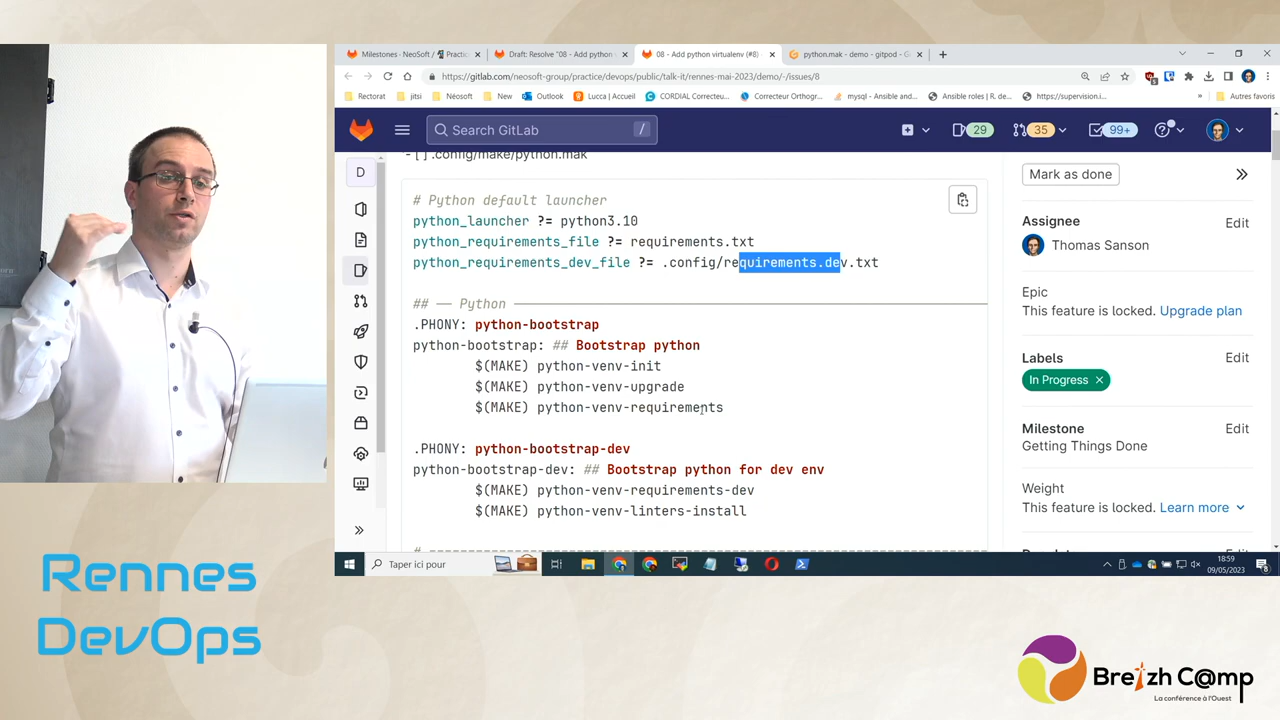 Milestones · NeoSoft /
Practic
Draft: Resolve "08 - Add python
08 - Add python virtualenv (#8)
python.mak - demo - gitpod - G
https://gitlab.com/neosoft-group/practice/devops/public/talk-it/rennes-mai-2023/demo/-/issues/8
Rectorat
jitsi
Néosoft
New
Outlook
Lucca | Accueil
CORDIAL Correcteu...
Correcteur Orthogr...
mysql - Ansible and...
Ansible roles | R. de...
https://supervision.i...
»
Autres favoris
Search GitLab
/
29
35
99+
D
- [ ] .config/make/python.mak
# Python default launcher
python_launcher ?= python3.10
python_requirements_file ?= requirements.txt
python_requirements_dev_file ?= .config/requirements.dev.txt
## —— Python ——————————————————————
.PHONY: python-bootstrap
python-bootstrap: ## Bootstrap python
$(MAKE) python-venv-init
$(MAKE) python-venv-upgrade
$(MAKE) python-venv-requirements
.PHONY: python-bootstrap-dev
python-bootstrap-dev: ## Bootstrap python for dev env
$(MAKE) python-venv-requirements-dev
$(MAKE) python-venv-linters-install
Mark as done
Assignee
Edit
Thomas Sanson
Epic
This feature is locked. Upgrade plan
Labels
Edit
In Progress
Milestone
Edit
Getting Things Done
Weight
This feature is locked. Learn more
Taper ici pour
18:59
09/05/2023
8
Rennes
DevOps
Breizh C@mp
La conférence à l'Ouest